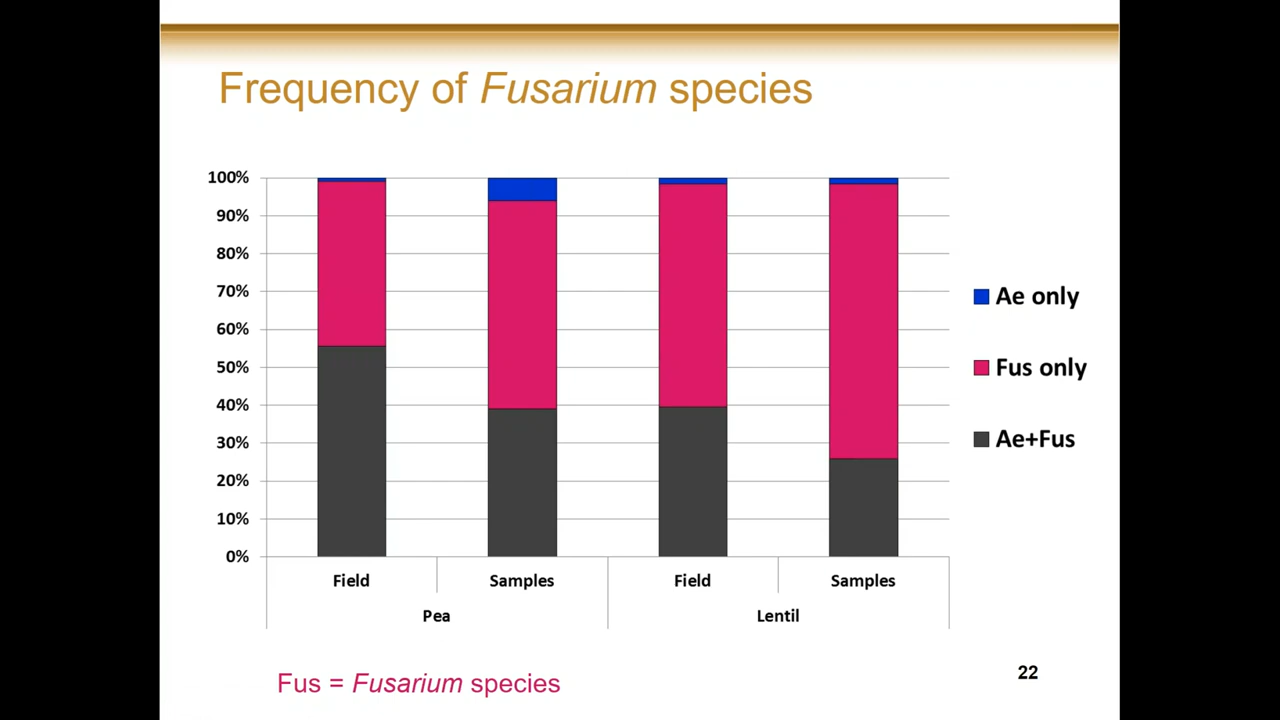 Frequency of Fusarium species
100%
90%
80%
70%
60%
50%
40%
30%
20%
10%
0%
Ae only
Fus only
Ae+Fus
Field Samples Field Samples
Pea Lentil
Fus = Fusarium species
22